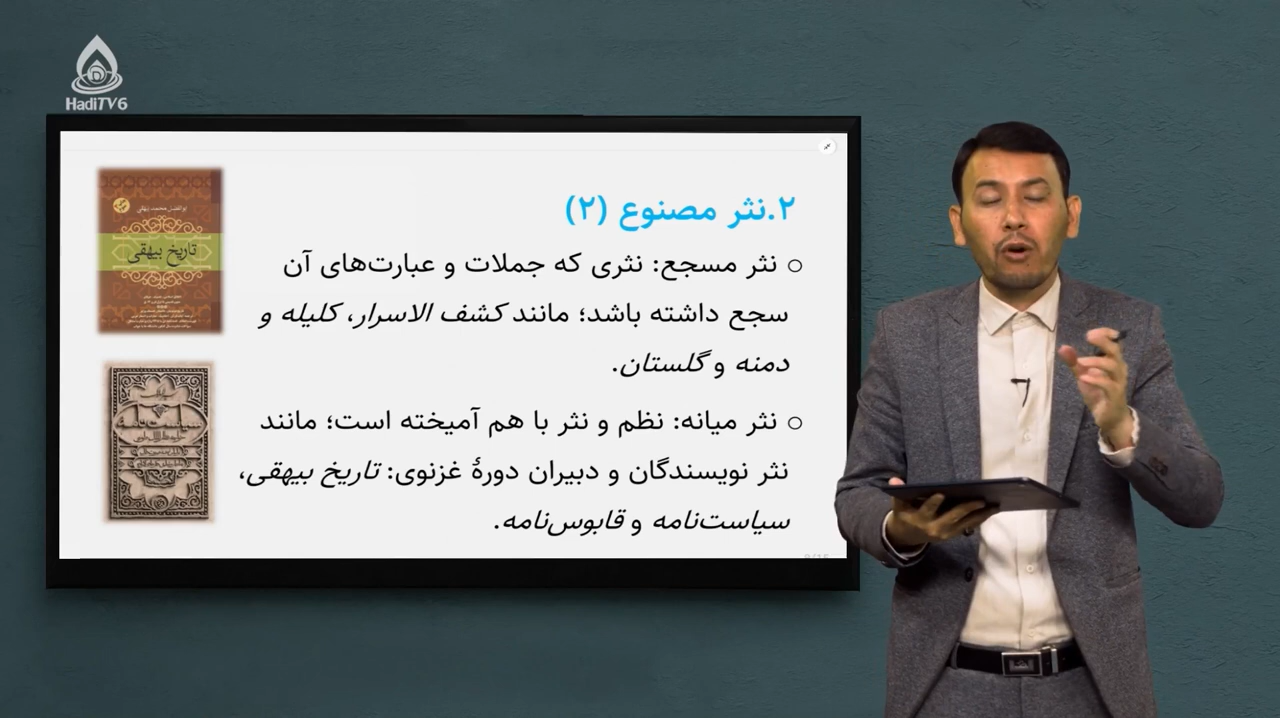 HadiTV6
۲.نثر مصنوع (۲)
○ نثر مسجع: نثری که جملات و عبارت‌های آن
سجع داشته باشد؛ مانند کشف الاسرار، کلیله و
دمنه و گلستان.
○ نثر میانه: نظم و نثر با هم آمیخته است؛ مانند
نثر نویسندگان و دبیران دورهٔ غزنوی: تاریخ بیهقی،
سیاست‌نامه و قابوس‌نامه.
تاریخ بیهقی
سیاست نامه